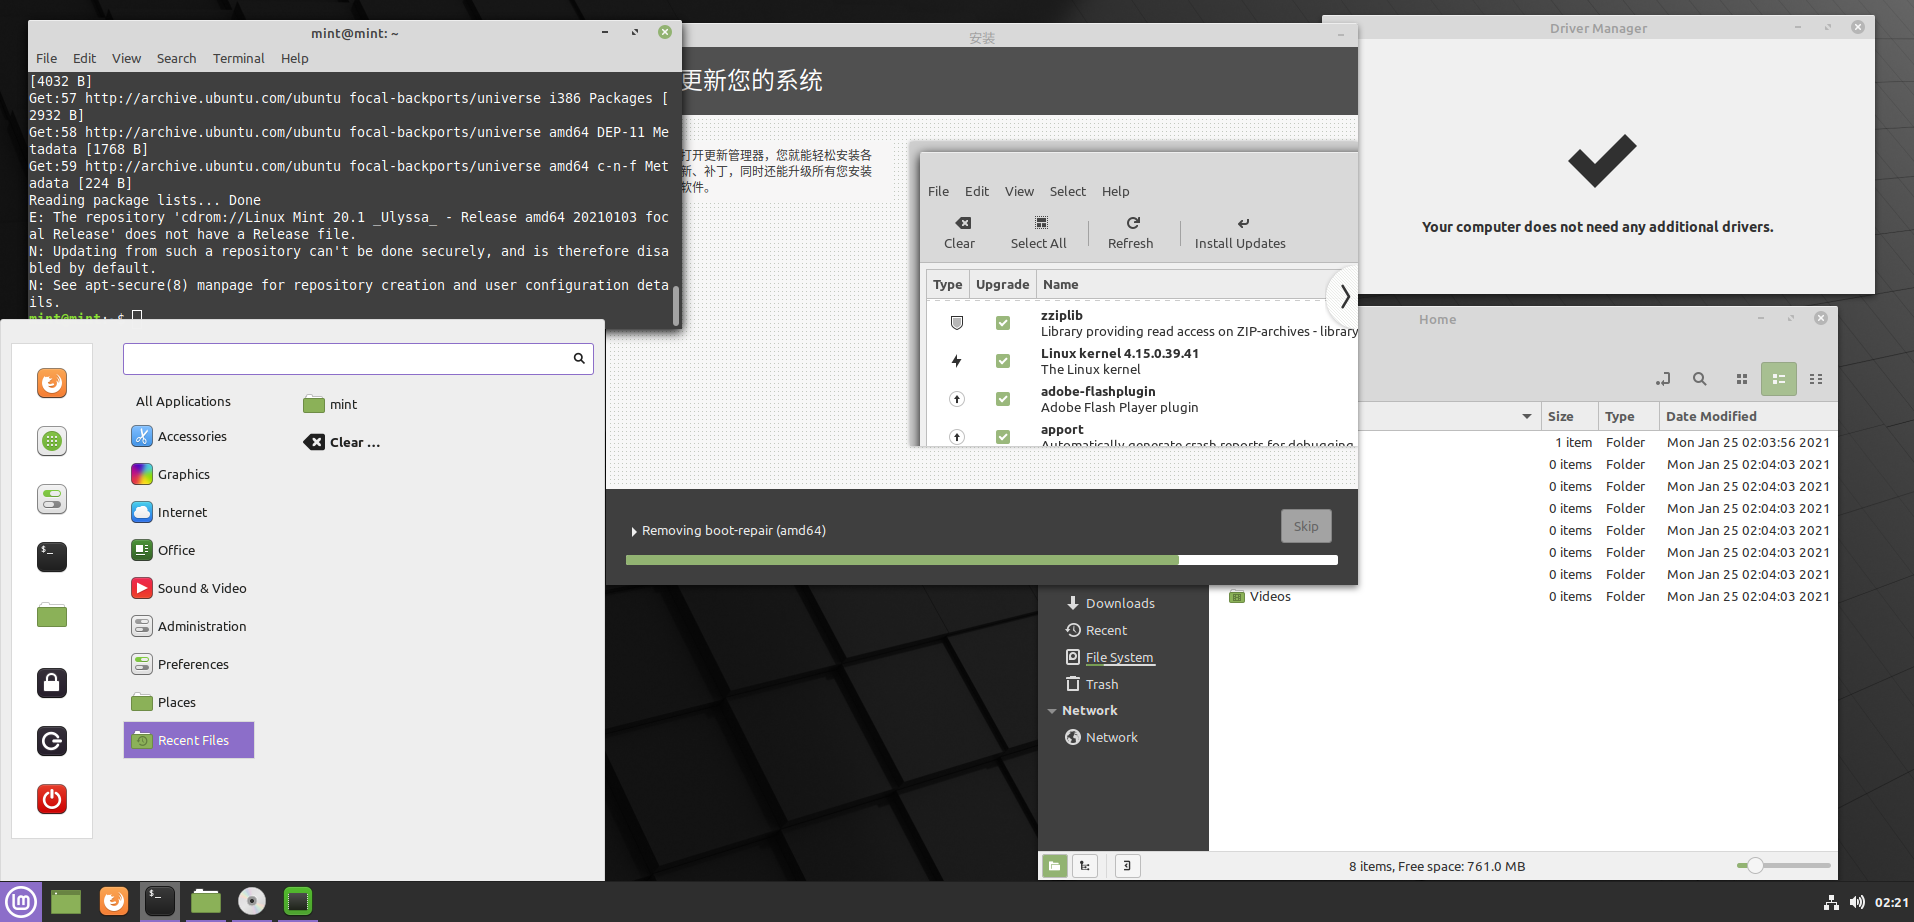 mint@mint: ~
File Edit View Search Terminal Help
[4032 B]
Get:57 http://archive.ubuntu.com/ubuntu focal-backports/universe i386 Packages [
2932 B]
Get:58 http://archive.ubuntu.com/ubuntu focal-backports/universe amd64 DEP-11 Me
tadata [1768 B]
Get:59 http://archive.ubuntu.com/ubuntu focal-backports/universe amd64 c-n-f Met
adata [224 B]
Reading package lists... Done
E: The repository 'cdrom://Linux Mint 20.1 _Ulyssa_ - Release amd64 20210103 foc
al Release' does not have a Release file.
N: Updating from such a repository can't be done securely, and is therefore disa
bled by default.
N: See apt-secure(8) manpage for repository creation and user configuration deta
ils.
mint@mint:~$
安装
更新您的系统
打开更新管理器，您就能轻松安装各
新、补丁，同时还能升级所有您安装
软件。
File Edit View Select Help
Clear Select All Refresh Install Updates
Type Upgrade Name
zziplib
Library providing read access on ZIP-archives - library
Linux kernel 4.15.0.39.41
The Linux kernel
adobe-flashplugin
Adobe Flash Player plugin
apport
Automatically generate crash reports for debugging
Removing boot-repair (amd64)
Skip
Driver Manager
Your computer does not need any additional drivers.
Home
Size Type Date Modified
1 item Folder Mon Jan 25 02:03:56 2021
0 items Folder Mon Jan 25 02:04:03 2021
0 items Folder Mon Jan 25 02:04:03 2021
0 items Folder Mon Jan 25 02:04:03 2021
0 items Folder Mon Jan 25 02:04:03 2021
0 items Folder Mon Jan 25 02:04:03 2021
0 items Folder Mon Jan 25 02:04:03 2021
Videos 0 items Folder Mon Jan 25 02:04:03 2021
Downloads
Recent
File System
Trash
Network
Network
8 items, Free space: 761.0 MB
All Applications
Accessories
Graphics
Internet
Office
Sound & Video
Administration
Preferences
Places
Recent Files
mint
Clear ...
02:21